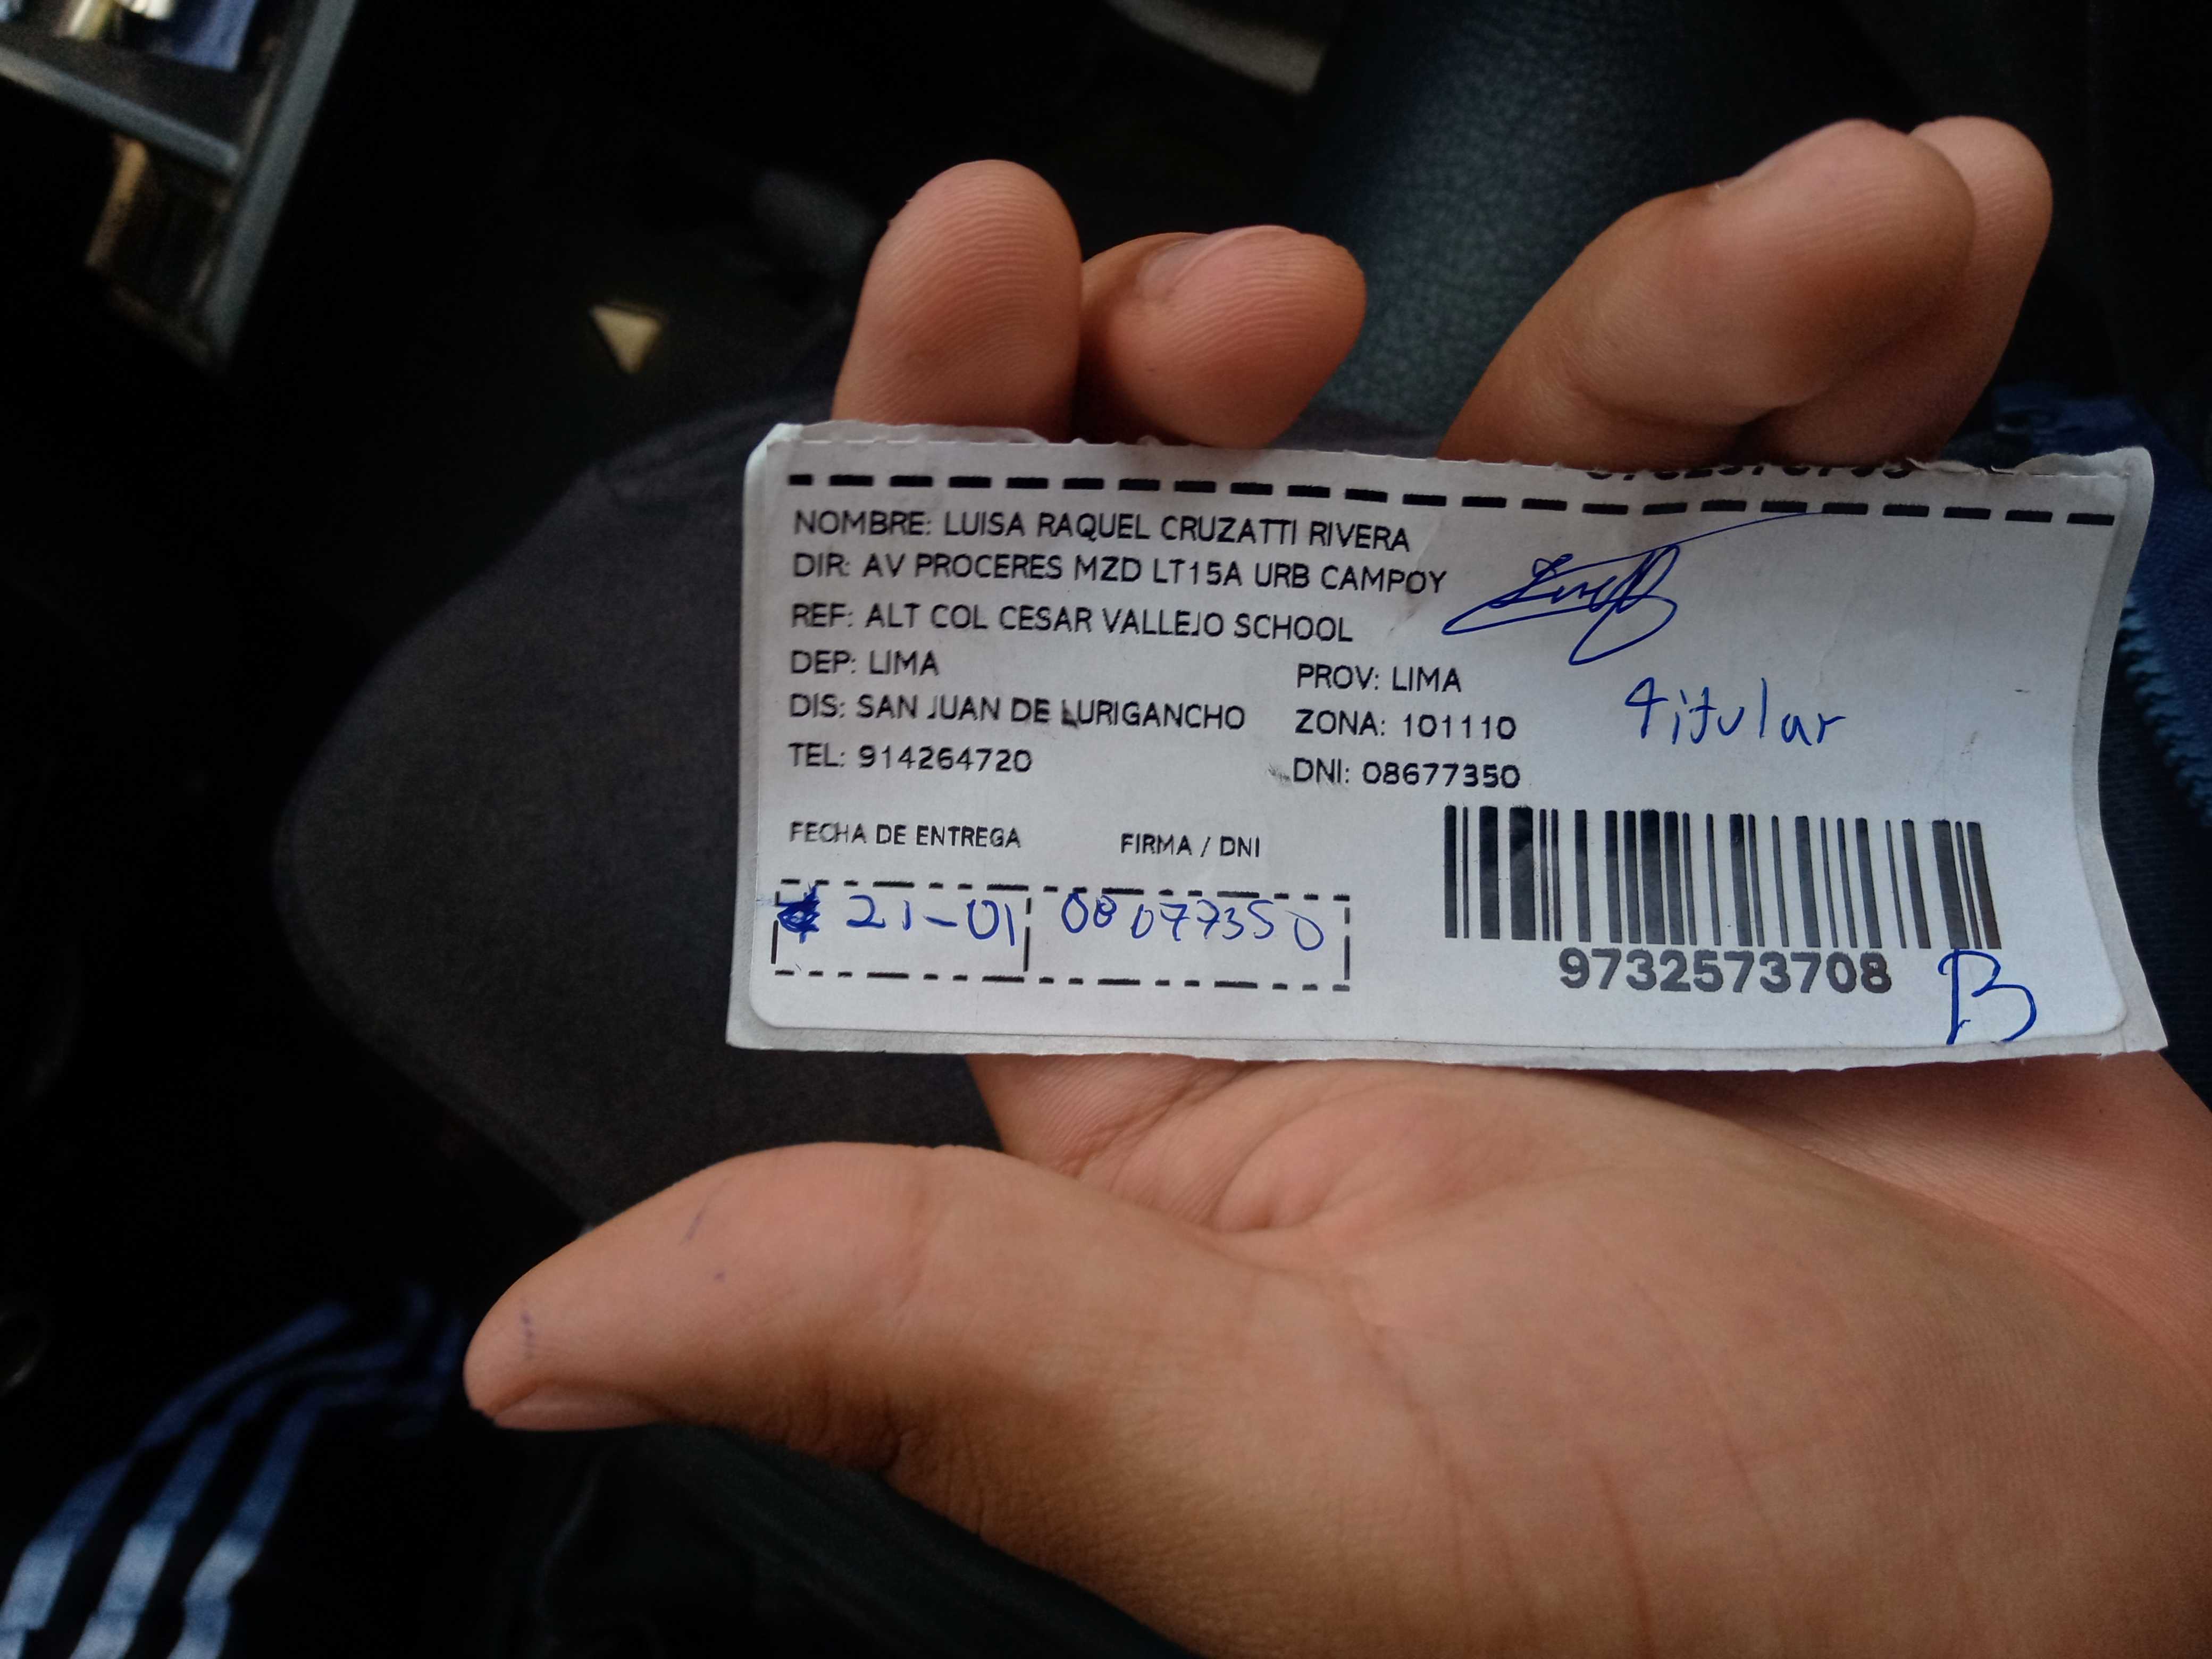 NOMBRE: LUISA RAQUEL CRUZATTI RIVERA
DIR: AV PROCERES MZD LT15A URB CAMPOY
REF: ALT COL CESAR VALLEJO SCHOOL
DEP: LIMA PROV: LIMA
DIS: SAN JUAN DE LURIGANCHO ZONA: 101110
TEL: 914264720 DNI: 08677350
titular
FECHA DE ENTREGA FIRMA / DNI
21-01 08677350
9732573708
B